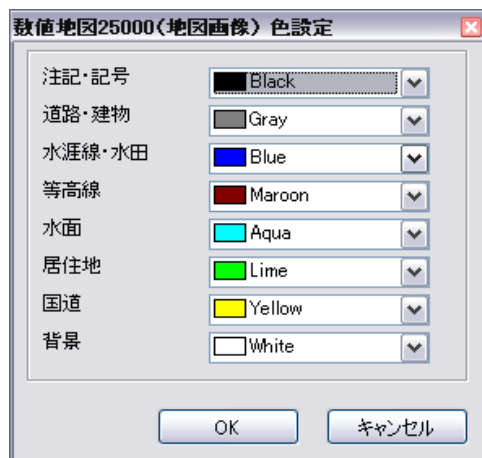 数値地図25000(地図画像) 色設定
注記・記号 Black
道路・建物 Gray
水涯線・水田 Blue
等高線 Maroon
水面 Aqua
居住地 Lime
国道 Yellow
背景 White
OK キャンセル